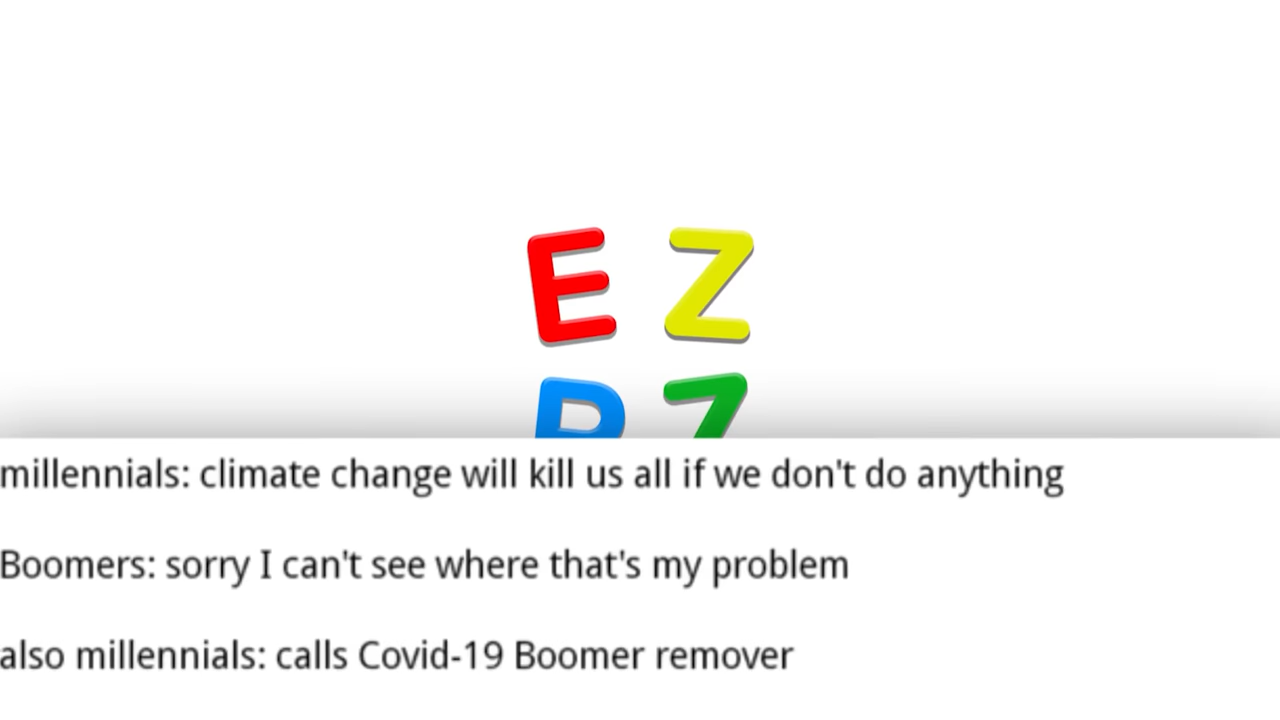 E Z
P Z
millennials: climate change will kill us all if we don't do anything
Boomers: sorry I can't see where that's my problem
also millennials: calls Covid-19 Boomer remover